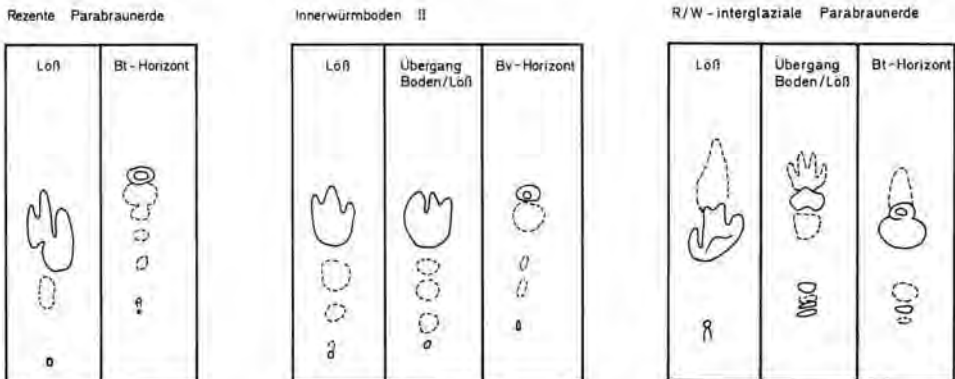 Rezente Parabraunerde
Löß
Bt-Horizont
Innerwürmboden II
Löß
Übergang
Boden/Löß
Bv-Horizont
R/W-interglaziale Parabraunerde
Löß
Übergang
Boden/Löß
Bt-Horizont